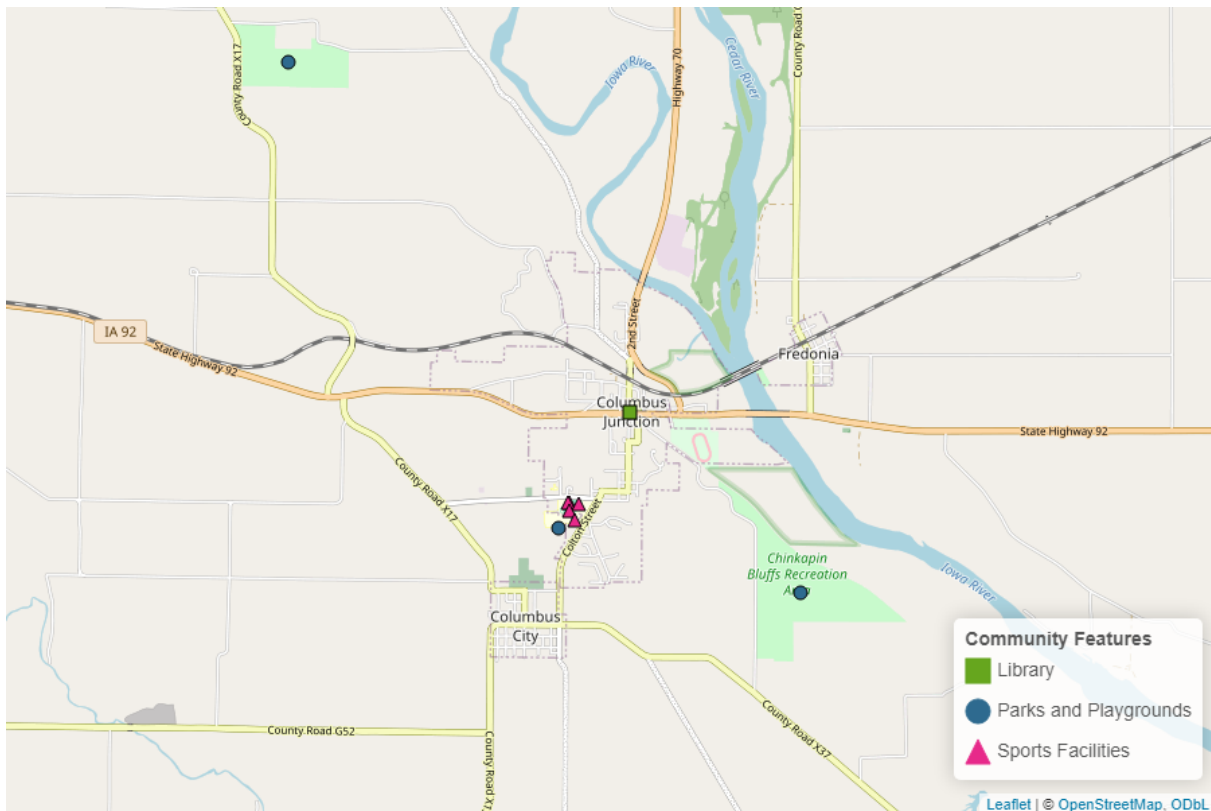 County Road X17
Iowa River
Highway 70
Cedar River
IA 92
State Highway 92
2nd Street
Fredonia
Columbus
Junction
State Highway 92
County Road X17
Colton Street
Chinkapin
Bluffs Recreation
Area
Iowa River
Columbus
City
County Road G52
County Road X37
Community Features
Library
Parks and Playgrounds
Sports Facilities
Leaflet | © OpenStreetMap, ODbL